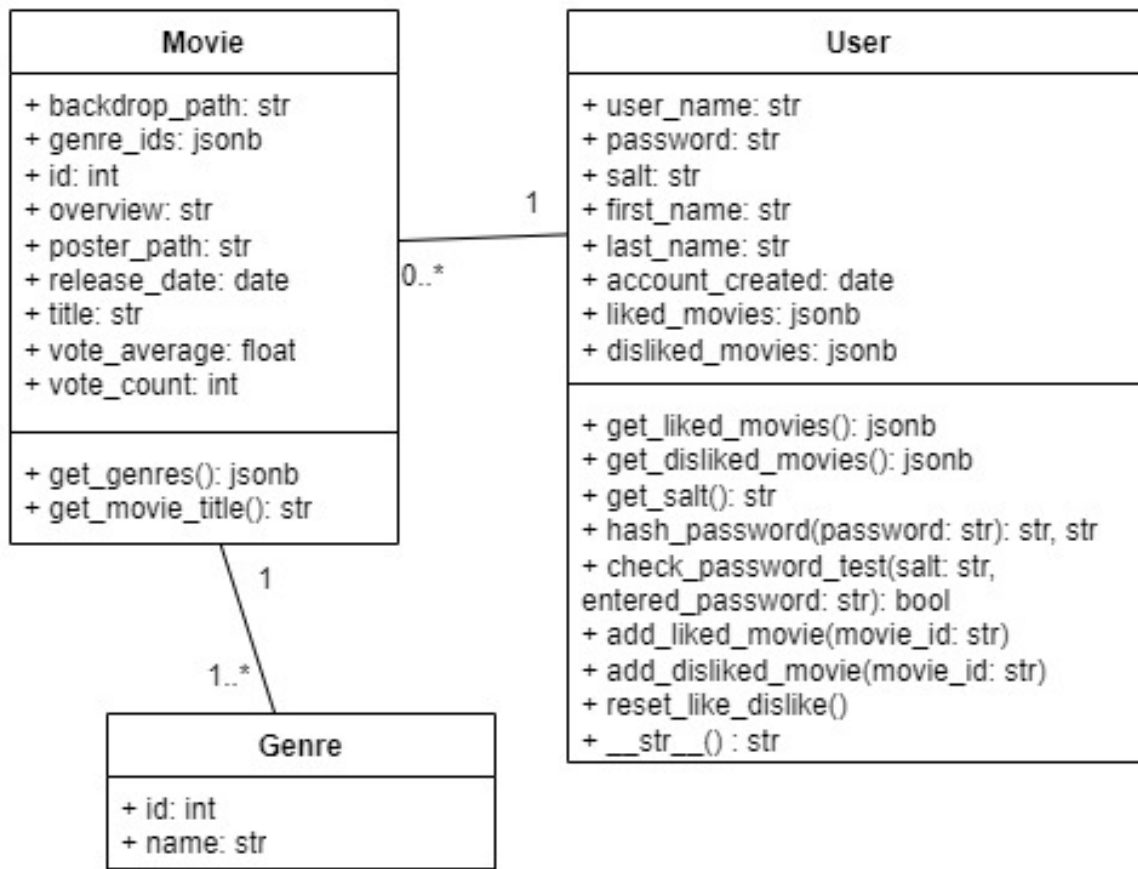 Movie
+ backdrop_path: str
+ genre_ids: jsonb
+ id: int
+ overview: str
+ poster_path: str
+ release_date: date
+ title: str
+ vote_average: float
+ vote_count: int
+ get_genres(): jsonb
+ get_movie_title(): str
1
0..*
User
+ user_name: str
+ password: str
+ salt: str
+ first_name: str
+ last_name: str
+ account_created: date
+ liked_movies: jsonb
+ disliked_movies: jsonb
+ get_liked_movies(): jsonb
+ get_disliked_movies(): jsonb
+ get_salt(): str
+ hash_password(password: str): str, str
+ check_password_test(salt: str,
entered_password: str): bool
+ add_liked_movie(movie_id: str)
+ add_disliked_movie(movie_id: str)
+ reset_like_dislike()
+ __str__() : str
1
1..*
Genre
+ id: int
+ name: str